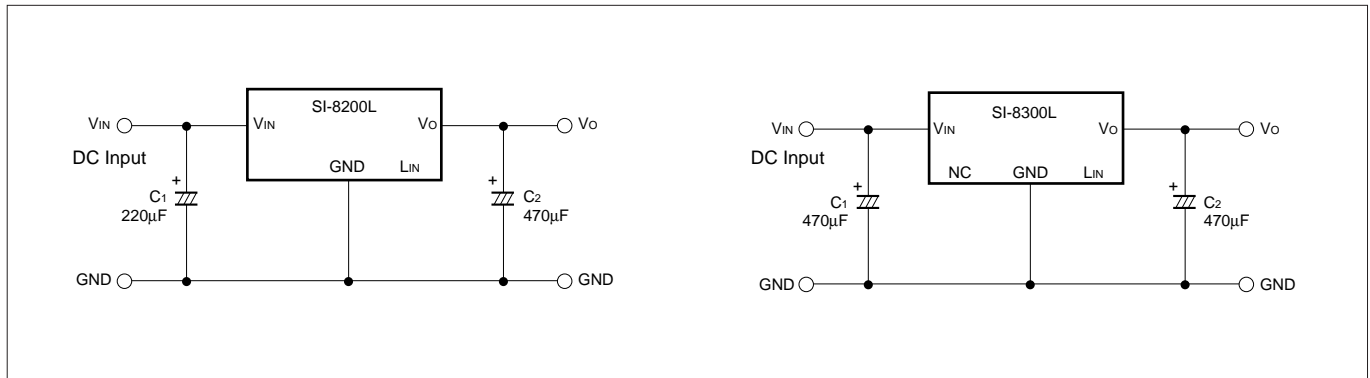 SI-8200L
VIN
VIN
VO
VO
DC Input
GND
LIN
+
C1
220µF
+
C2
470µF
GND
GND
SI-8300L
VIN
VIN
VO
VO
DC Input
NC
GND
LIN
+
C1
470µF
+
C2
470µF
GND
GND